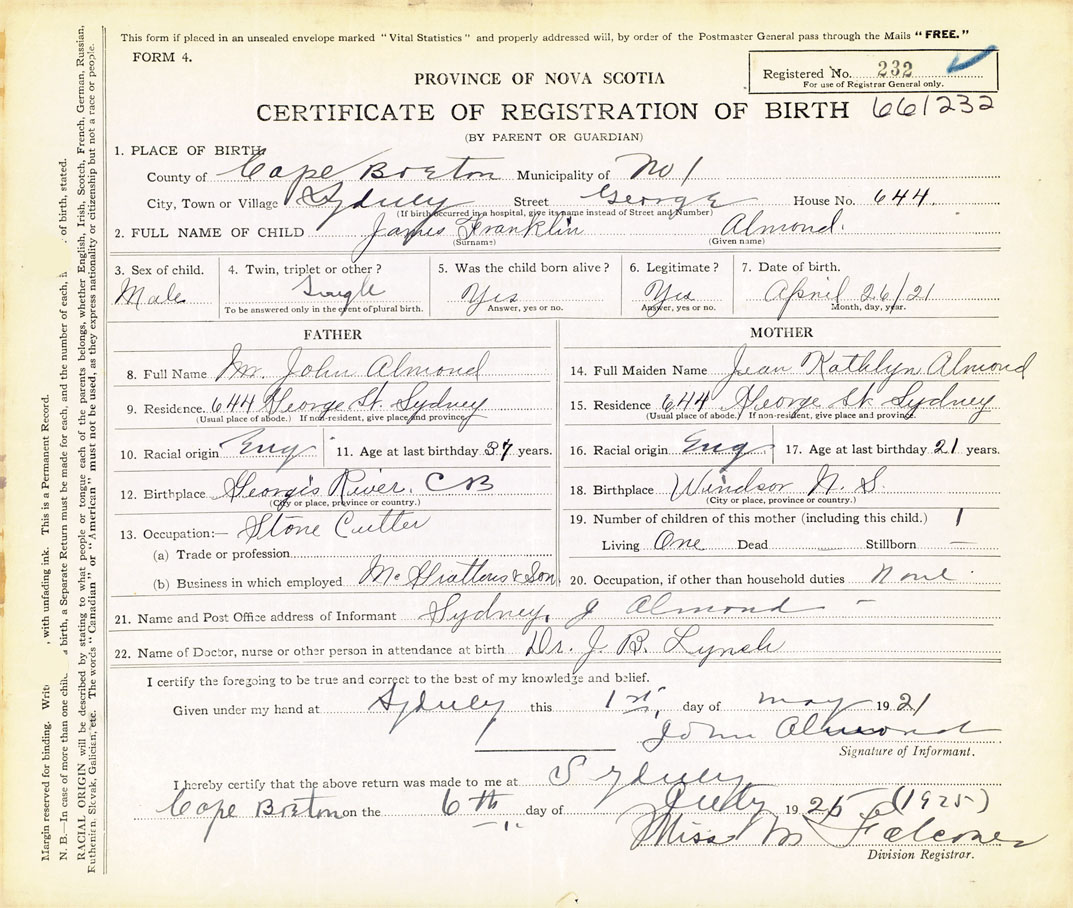 This form if placed in an unsealed envelope marked "Vital Statistics" and properly addressed will, by order of the Postmaster General pass through the Mails "FREE."
FORM 4.
Registered No. 232
For use of Registrar General only.
PROVINCE OF NOVA SCOTIA
CERTIFICATE OF REGISTRATION OF BIRTH 661232
(BY PARENT OR GUARDIAN)
1. PLACE OF BIRTH
County of Cape Breton Municipality of No 1
City, Town or Village Sydney Street George House No. 644.
(If birth occurred in a hospital, give its name instead of Street and Number)
2. FULL NAME OF CHILD James Franklin Almond.
(Surname) (Given name)
3. Sex of child. 4. Twin, triplet or other? 5. Was the child born alive? 6. Legitimate? 7. Date of birth.
Male Single Yes Yes April 26/21
To be answered only in the event of plural birth. Answer, yes or no. Answer, yes or no. Month, day, year.
FATHER MOTHER
8. Full Name Mr. John Almond 14. Full Maiden Name Jean Kathlyn Almond
9. Residence. 644 George St. Sydney 15. Residence 644 George St. Sydney
(Usual place of abode.) If non-resident, give place and province. (Usual place of abode.) If non-resident, give place and province.
10. Racial origin Eng. 11. Age at last birthday 37 years. 16. Racial origin Eng 17. Age at last birthday 21 years.
12. Birthplace Georges River, CB 18. Birthplace Windsor N. S.
(City or place, province or country.) (City or place, province or country.)
13. Occupation:— Stone Cutter 19. Number of children of this mother (including this child.) 1
(a) Trade or profession Living One Dead Stillborn —
(b) Business in which employed & Son 20. Occupation, if other than household duties None
21. Name and Post Office address of Informant Sydney, J Almond —
22. Name of Doctor, nurse or other person in attendance at birth Dr. J. B. Lynch
I certify the foregoing to be true and correct to the best of my knowledge and belief.
Given under my hand at Sydney this 1st. day of May 1921
John Almond
Signature of Informant.
I hereby certify that the above return was made to me at Sydney
Cape Breton on the 6th day of July 1925 (1925)
Miss M Falconer
Division Registrar.
Margin reserved for binding. with unfading ink. This is a Permanent Record.
N. B.—In case of more than one birth, a Separate Return must be made for each, and the number of each, of birth, stated.
RACIAL ORIGIN will be described by stating to what people or tongue each of the parents belongs, whether English, Irish, Scotch, French, German, Russian,
Ruthenien, Slovak, Galician, etc. The words "Canadian" or "American" must not be used, as they express nationality or citizenship but not a race or people.